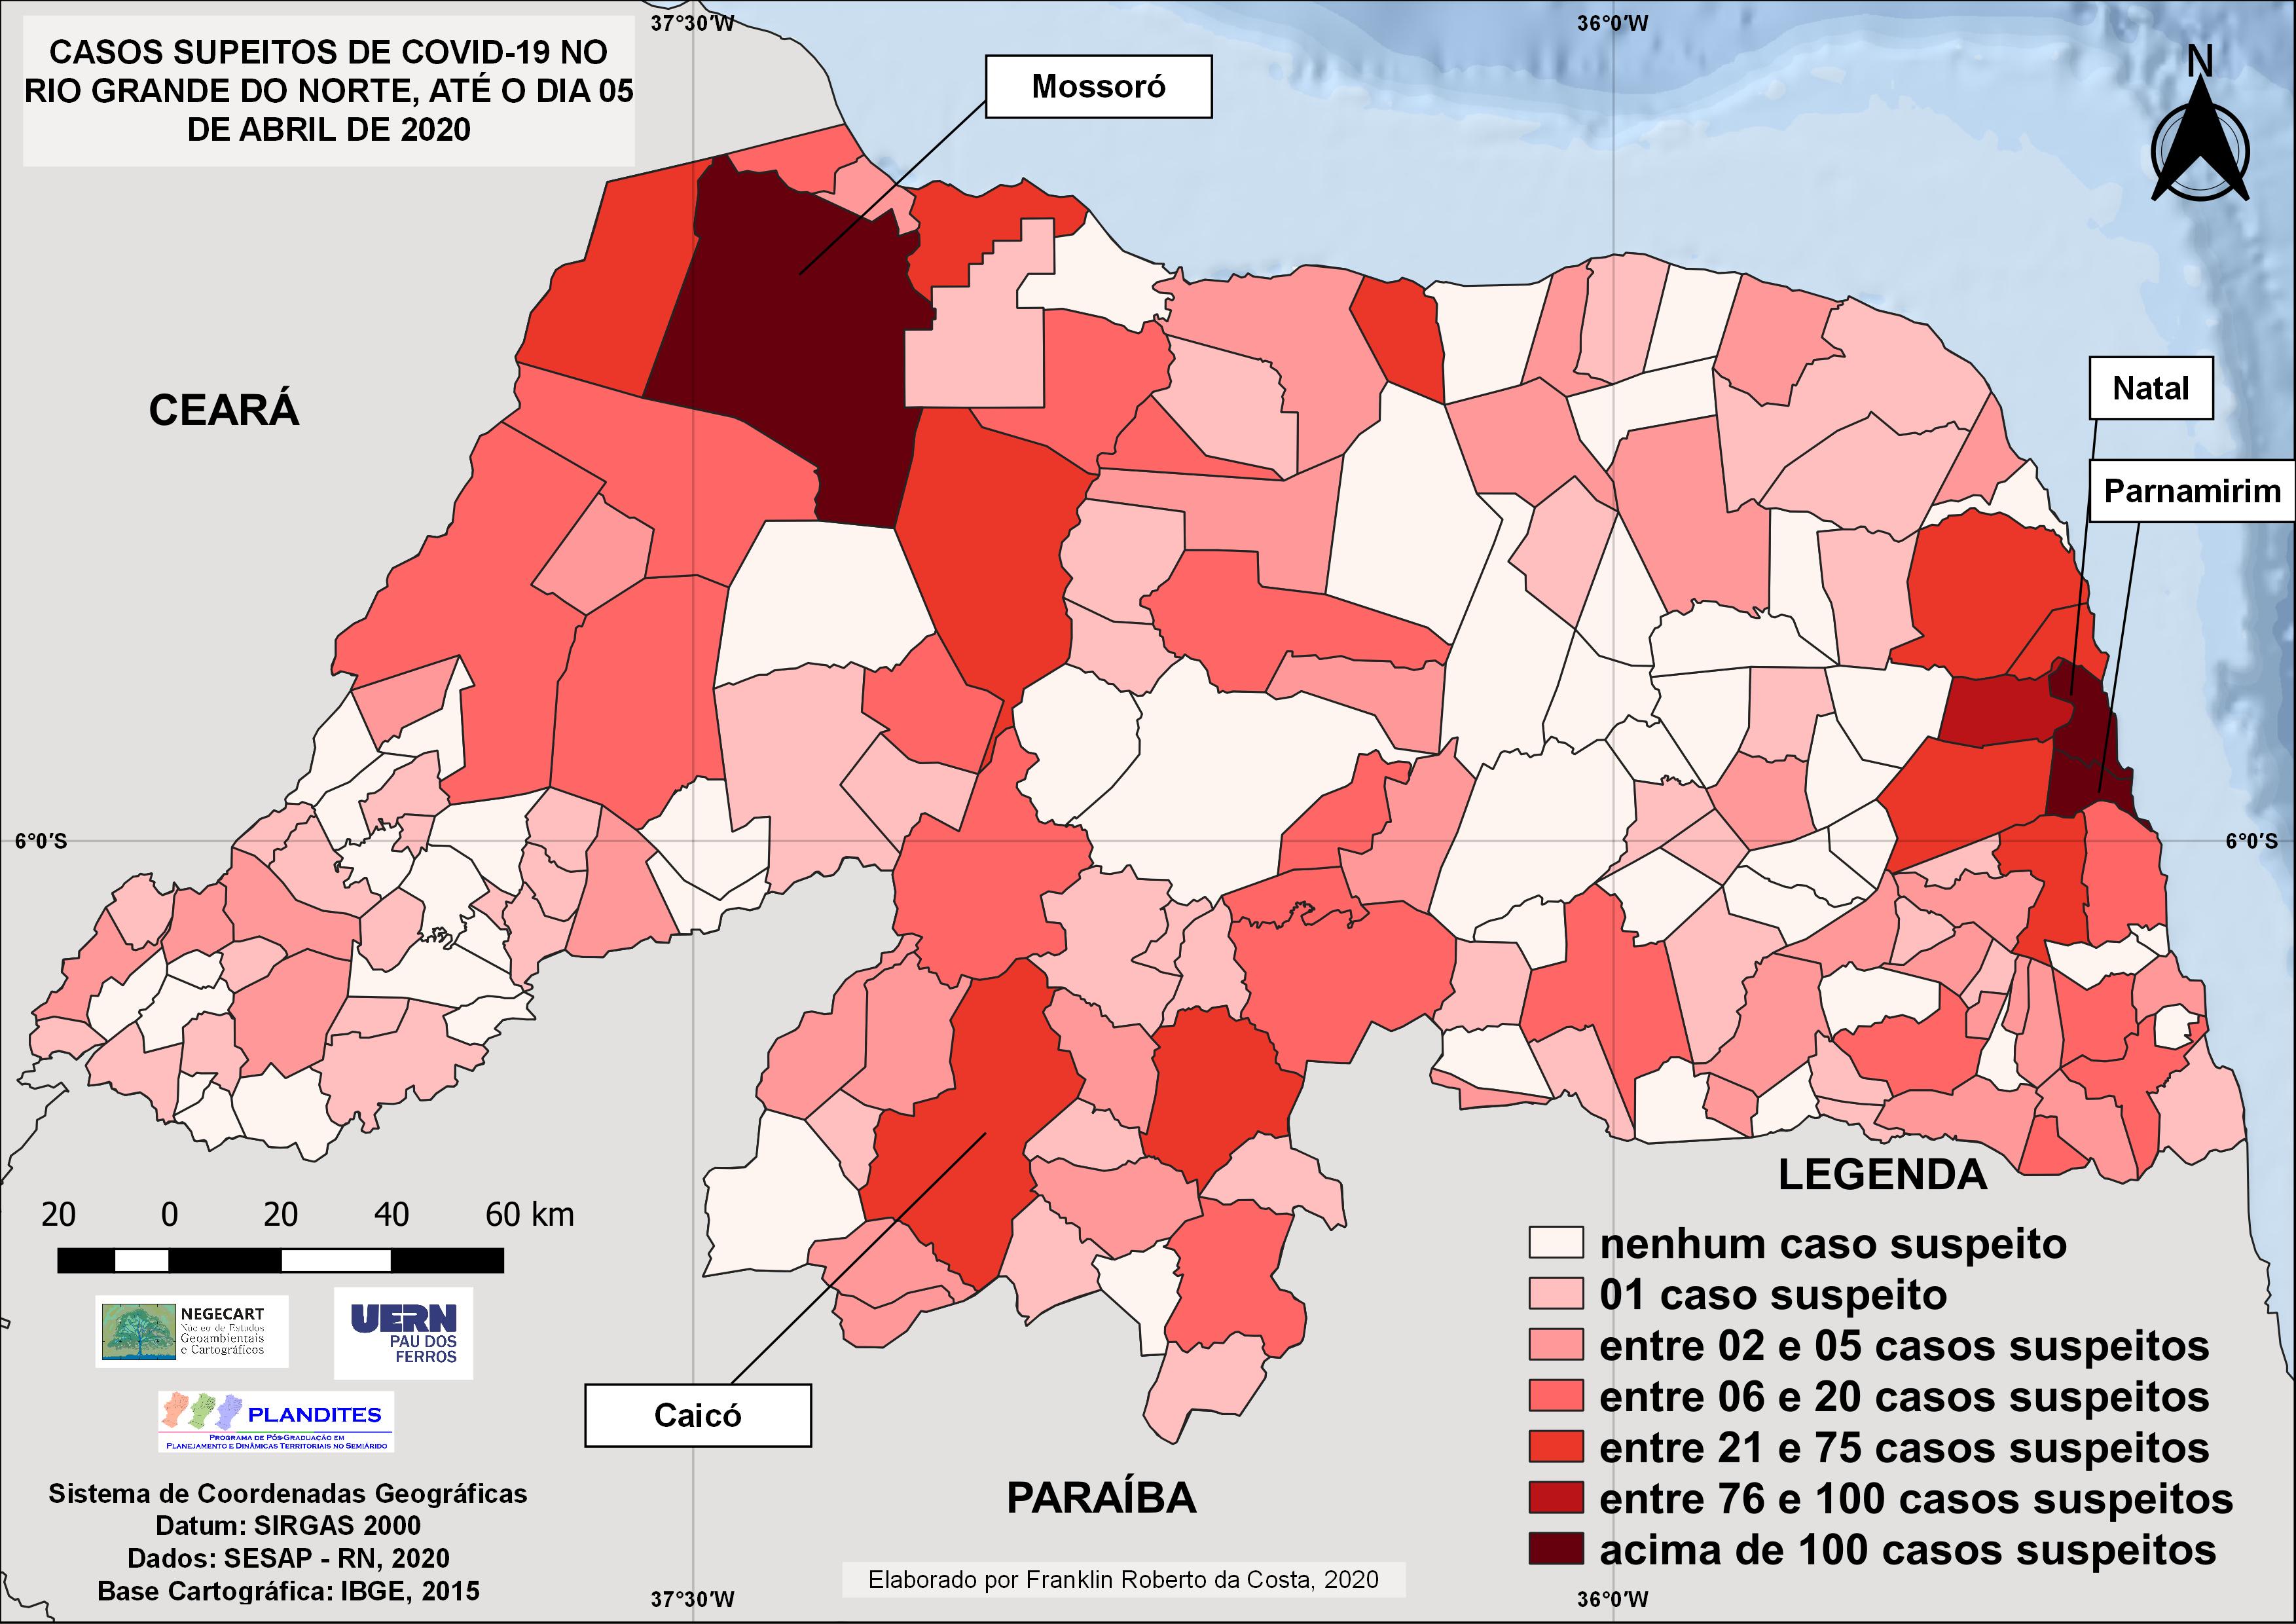 CASOS SUPEITOS DE COVID-19 NO
RIO GRANDE DO NORTE, ATÉ O DIA 05
DE ABRIL DE 2020
37°30′W
36°0′W
N
Mossoró
Natal
Parnamirim
CEARÁ
6°0′S
6°0′S
LEGENDA
nenhum caso suspeito
01 caso suspeito
entre 02 e 05 casos suspeitos
entre 06 e 20 casos suspeitos
entre 21 e 75 casos suspeitos
entre 76 e 100 casos suspeitos
acima de 100 casos suspeitos
20 0 20 40 60 km
NEGECART
Núcleo de Estudos
Geoambientais
e Cartográficos
UERN
PAU DOS
FERROS
PLANDITES
PROGRAMA DE PÓS-GRADUAÇÃO EM
PLANEJAMENTO E DINÂMICAS TERRITORIAIS NO SEMIÁRIDO
Caicó
PARAÍBA
Sistema de Coordenadas Geográficas
Datum: SIRGAS 2000
Dados: SESAP - RN, 2020
Base Cartográfica: IBGE, 2015
Elaborado por Franklin Roberto da Costa, 2020
37°30′W
36°0′W